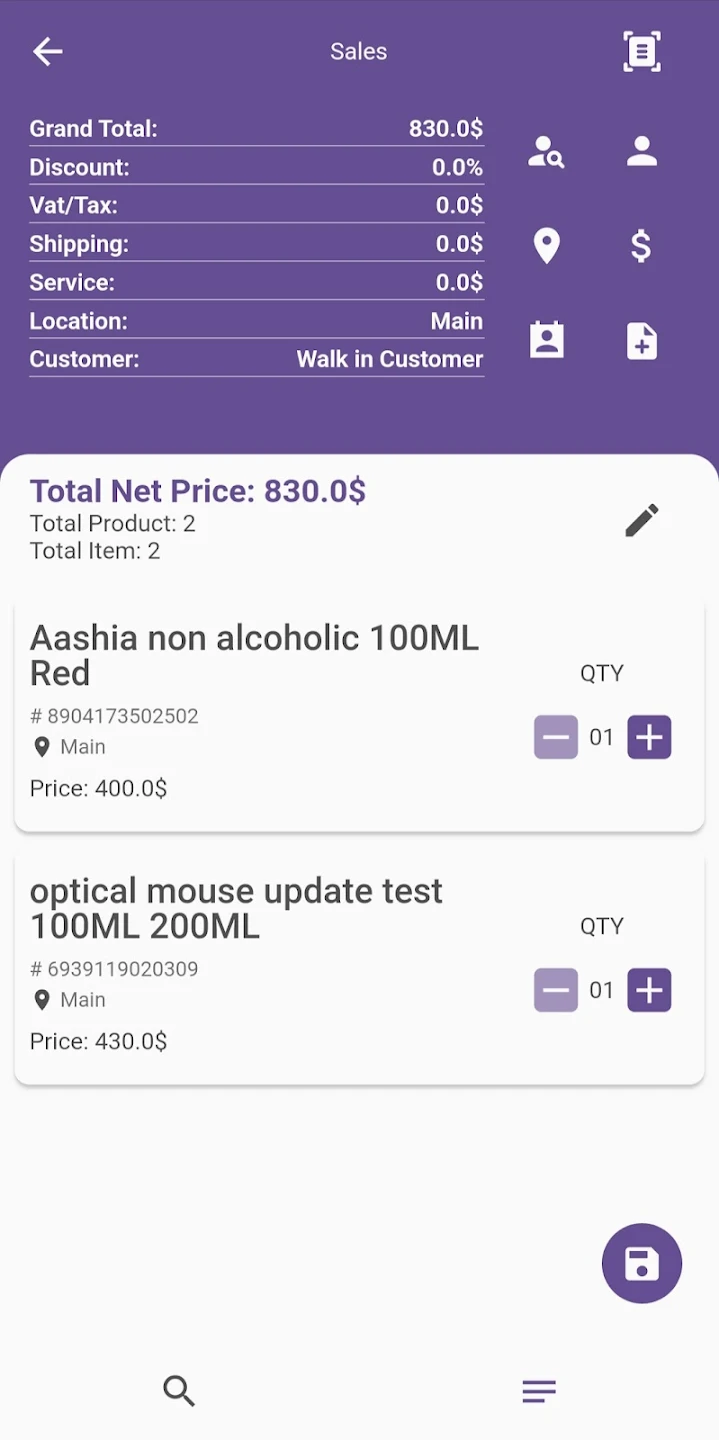 Sales
Grand Total: 830.0$
Discount: 0.0%
Vat/Tax: 0.0$
Shipping: 0.0$
Service: 0.0$
Location: Main
Customer: Walk in Customer
Total Net Price: 830.0$
Total Product: 2
Total Item: 2
Aashia non alcoholic 100ML
Red
QTY
# 8904173502502
01
Main
Price: 400.0$
optical mouse update test
100ML 200ML
QTY
# 6939119020309
01
Main
Price: 430.0$